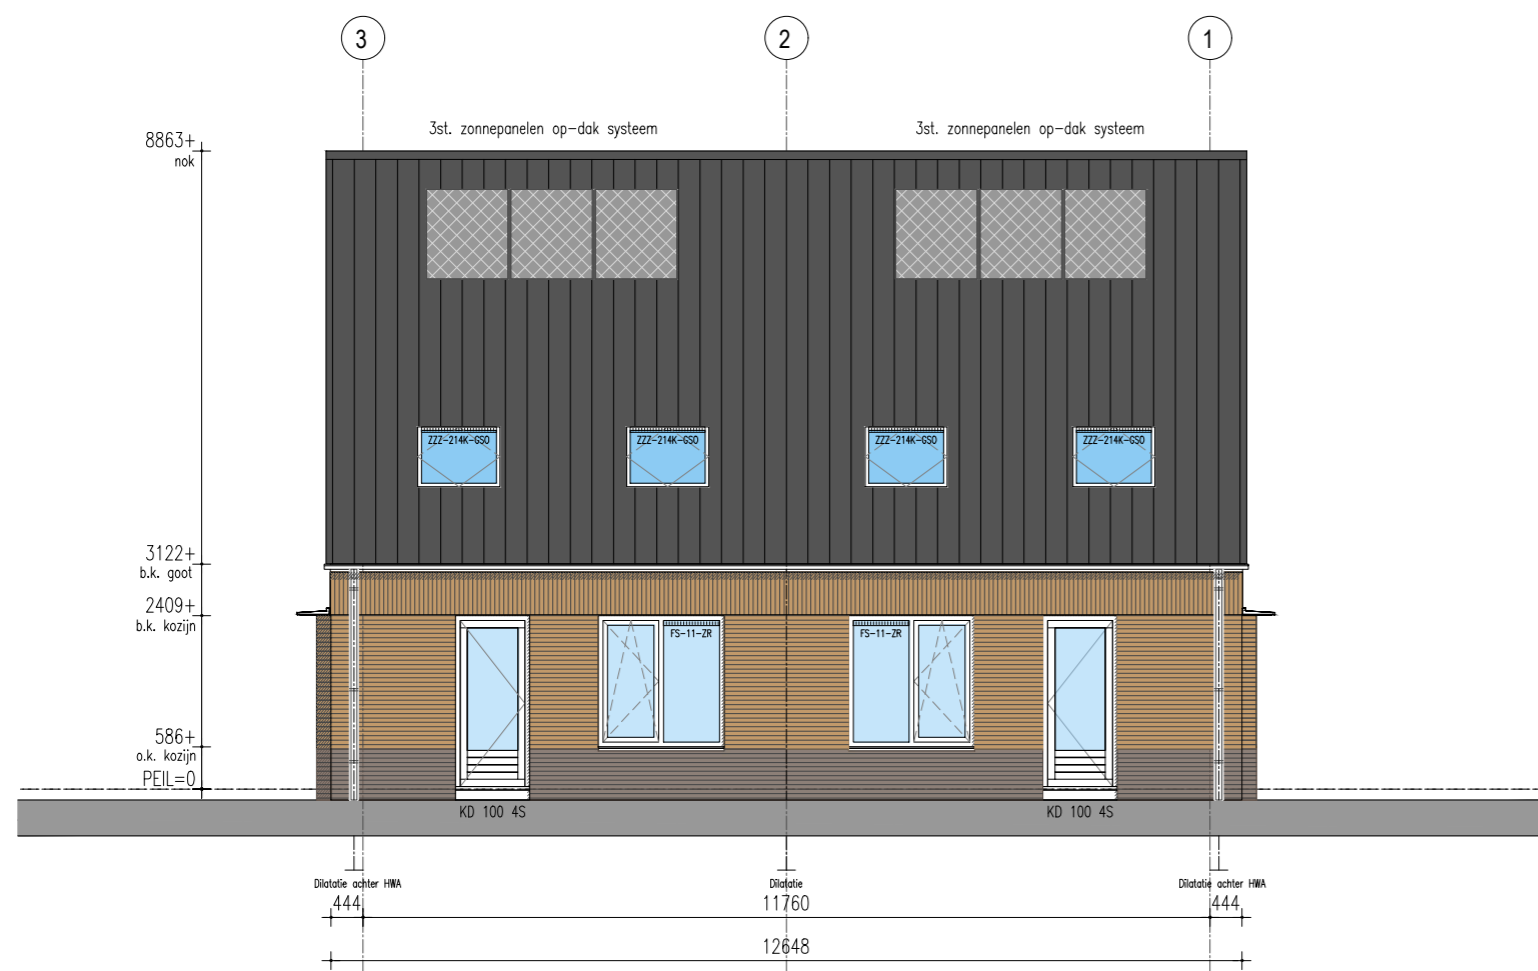 3
2
1
3st. zonnepanelen op-dak systeem
3st. zonnepanelen op-dak systeem
8863+
nok
ZZZ-214K-GSO
ZZZ-214K-GSO
ZZZ-214K-GSO
ZZZ-214K-GSO
3122+
b.k. goot
2409+
b.k. kozijn
FS-11-ZR
FS-11-ZR
586+
o.k. kozijn
PEIL=0
KD 100 4S
KD 100 4S
Dilatatie achter HWA
Dilatatie
Dilatatie achter HWA
444
11760
444
12648